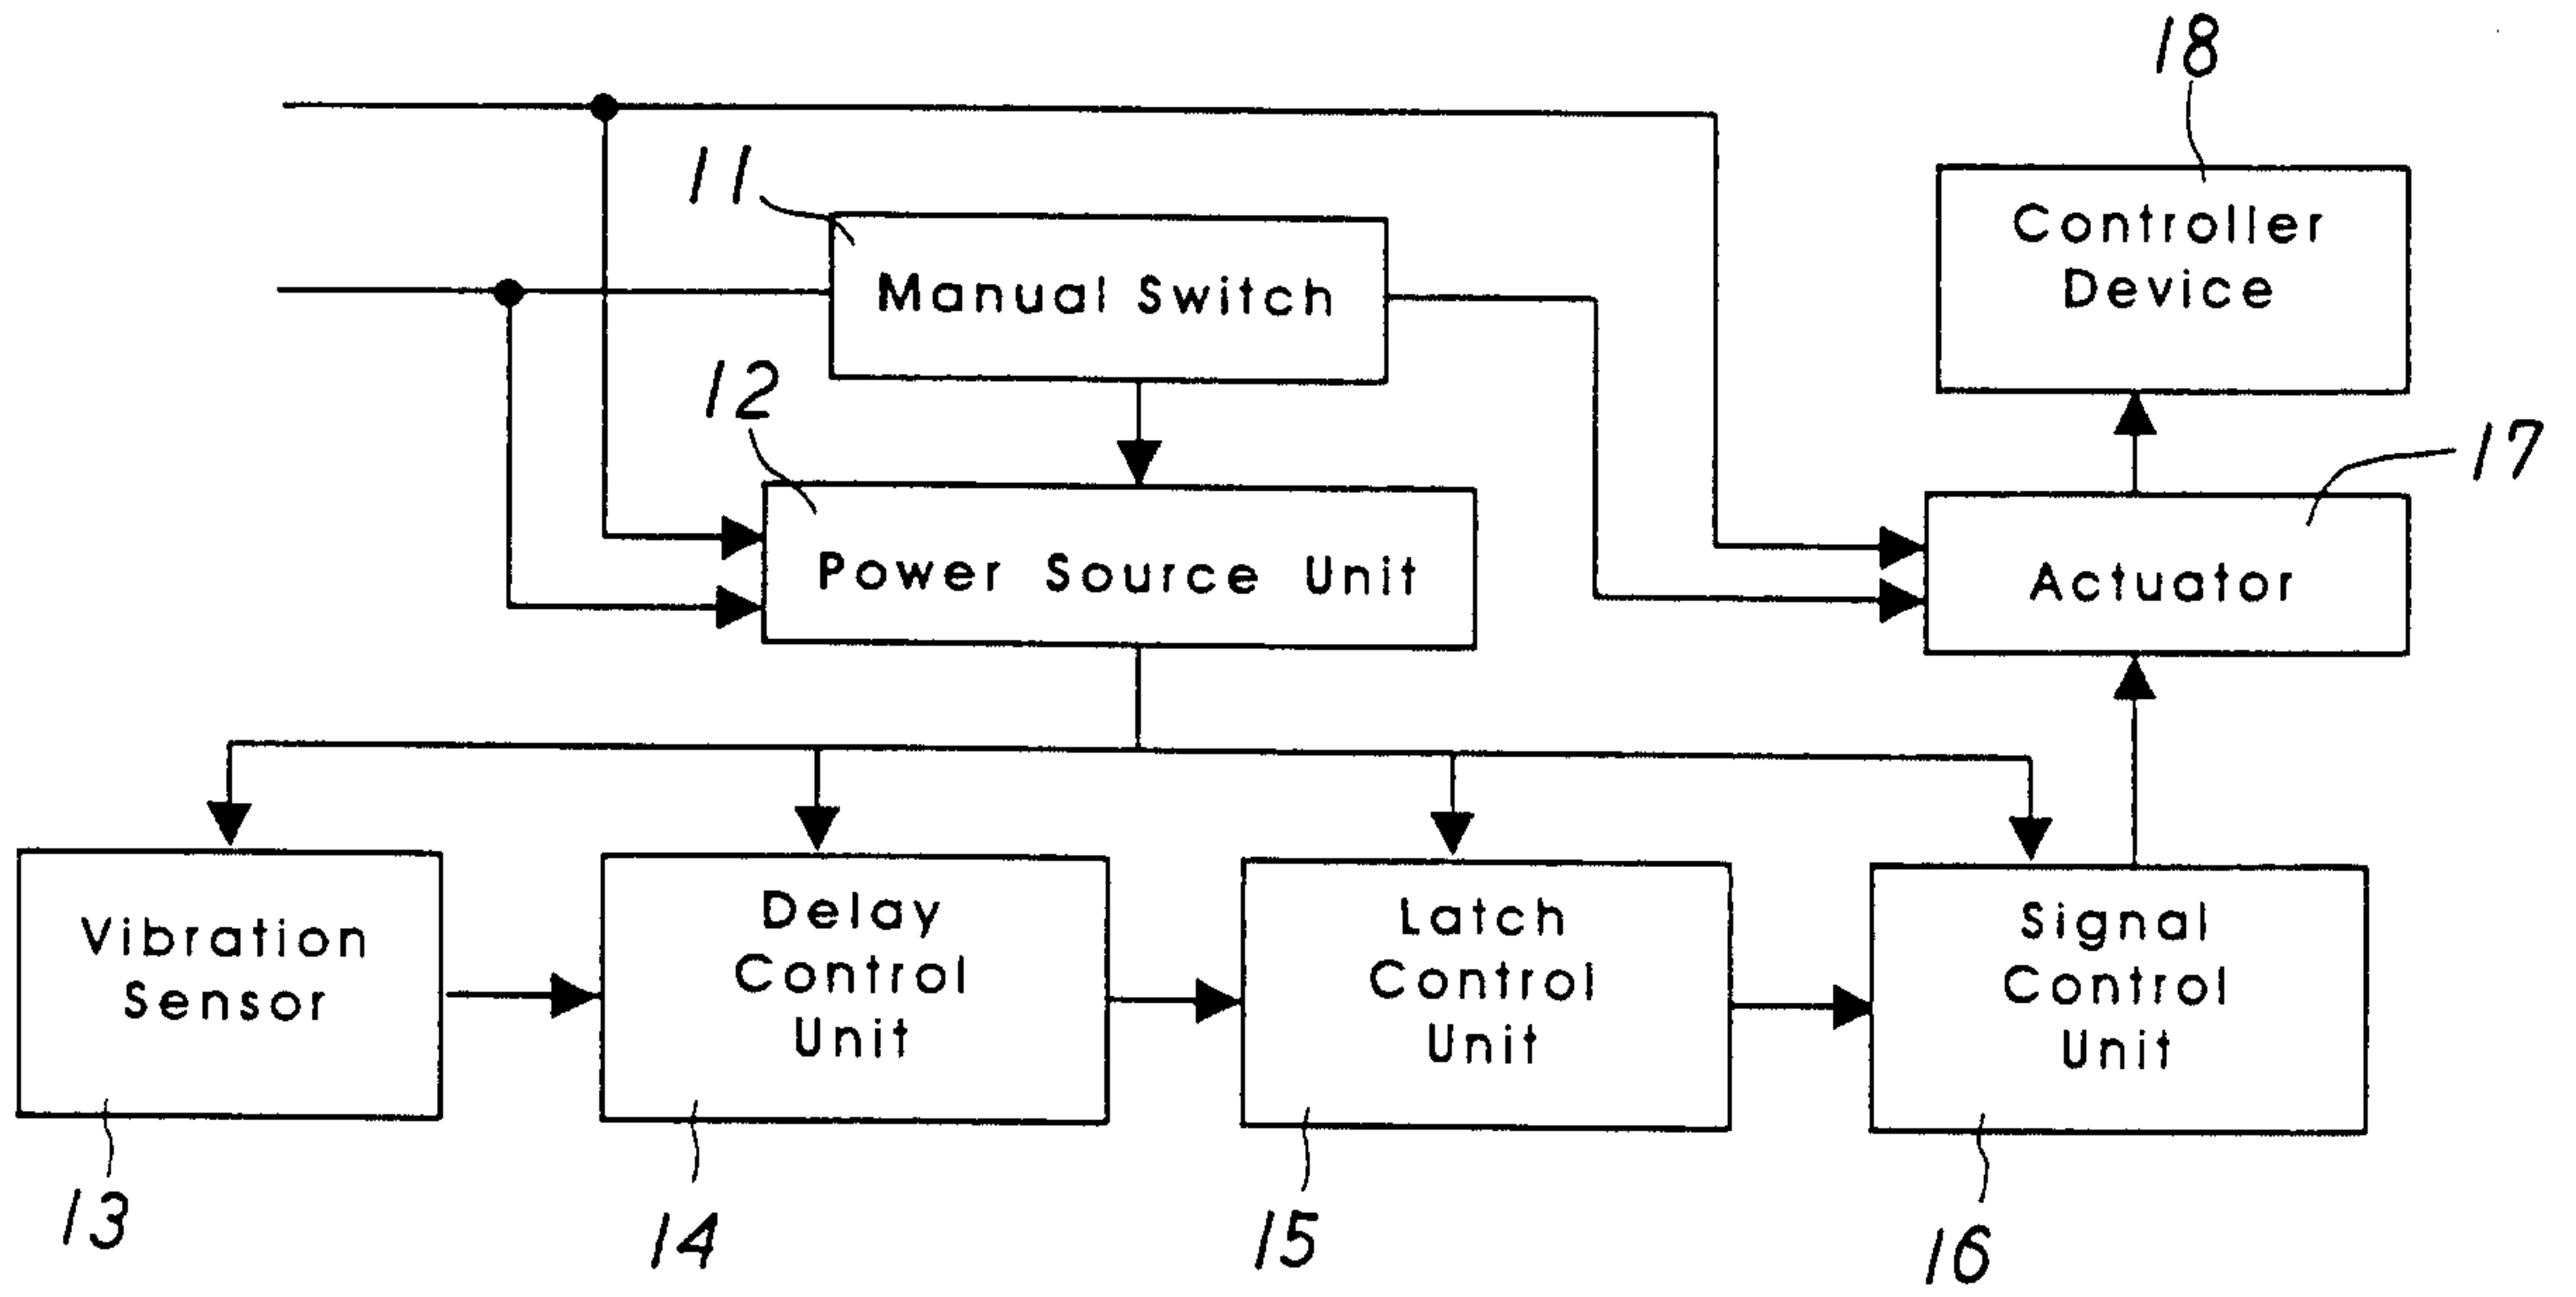 18
11
Controller
Device
Manual Switch
12
17
Power Source Unit
Actuator
Vibration
Sensor
Delay
Control
Unit
Latch
Control
Unit
Signal
Control
Unit
13
14
15
16